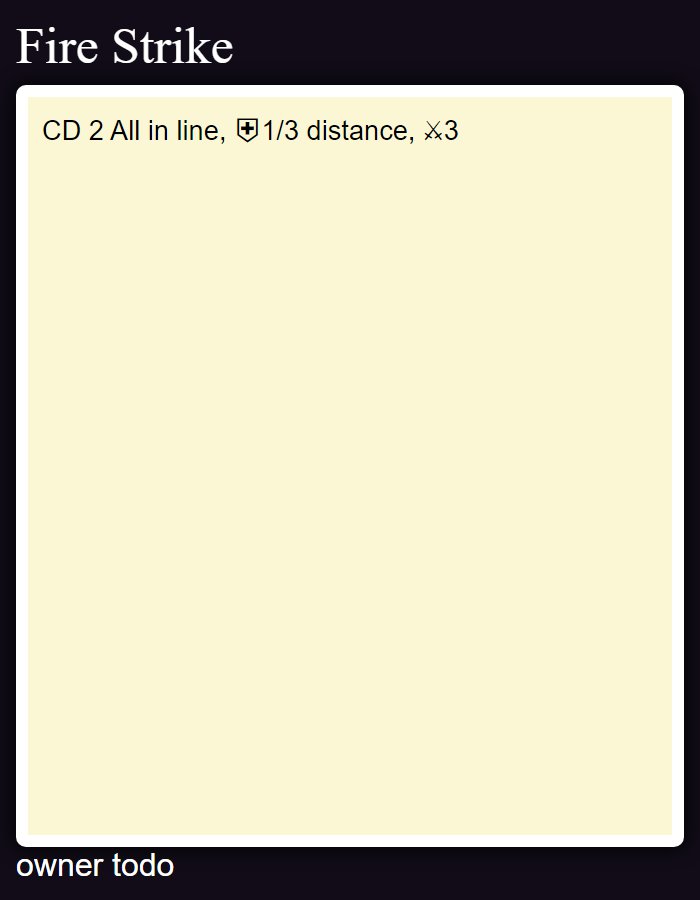 Fire Strike
CD 2 All in line, ⛨1/3 distance, ⚔3
owner todo